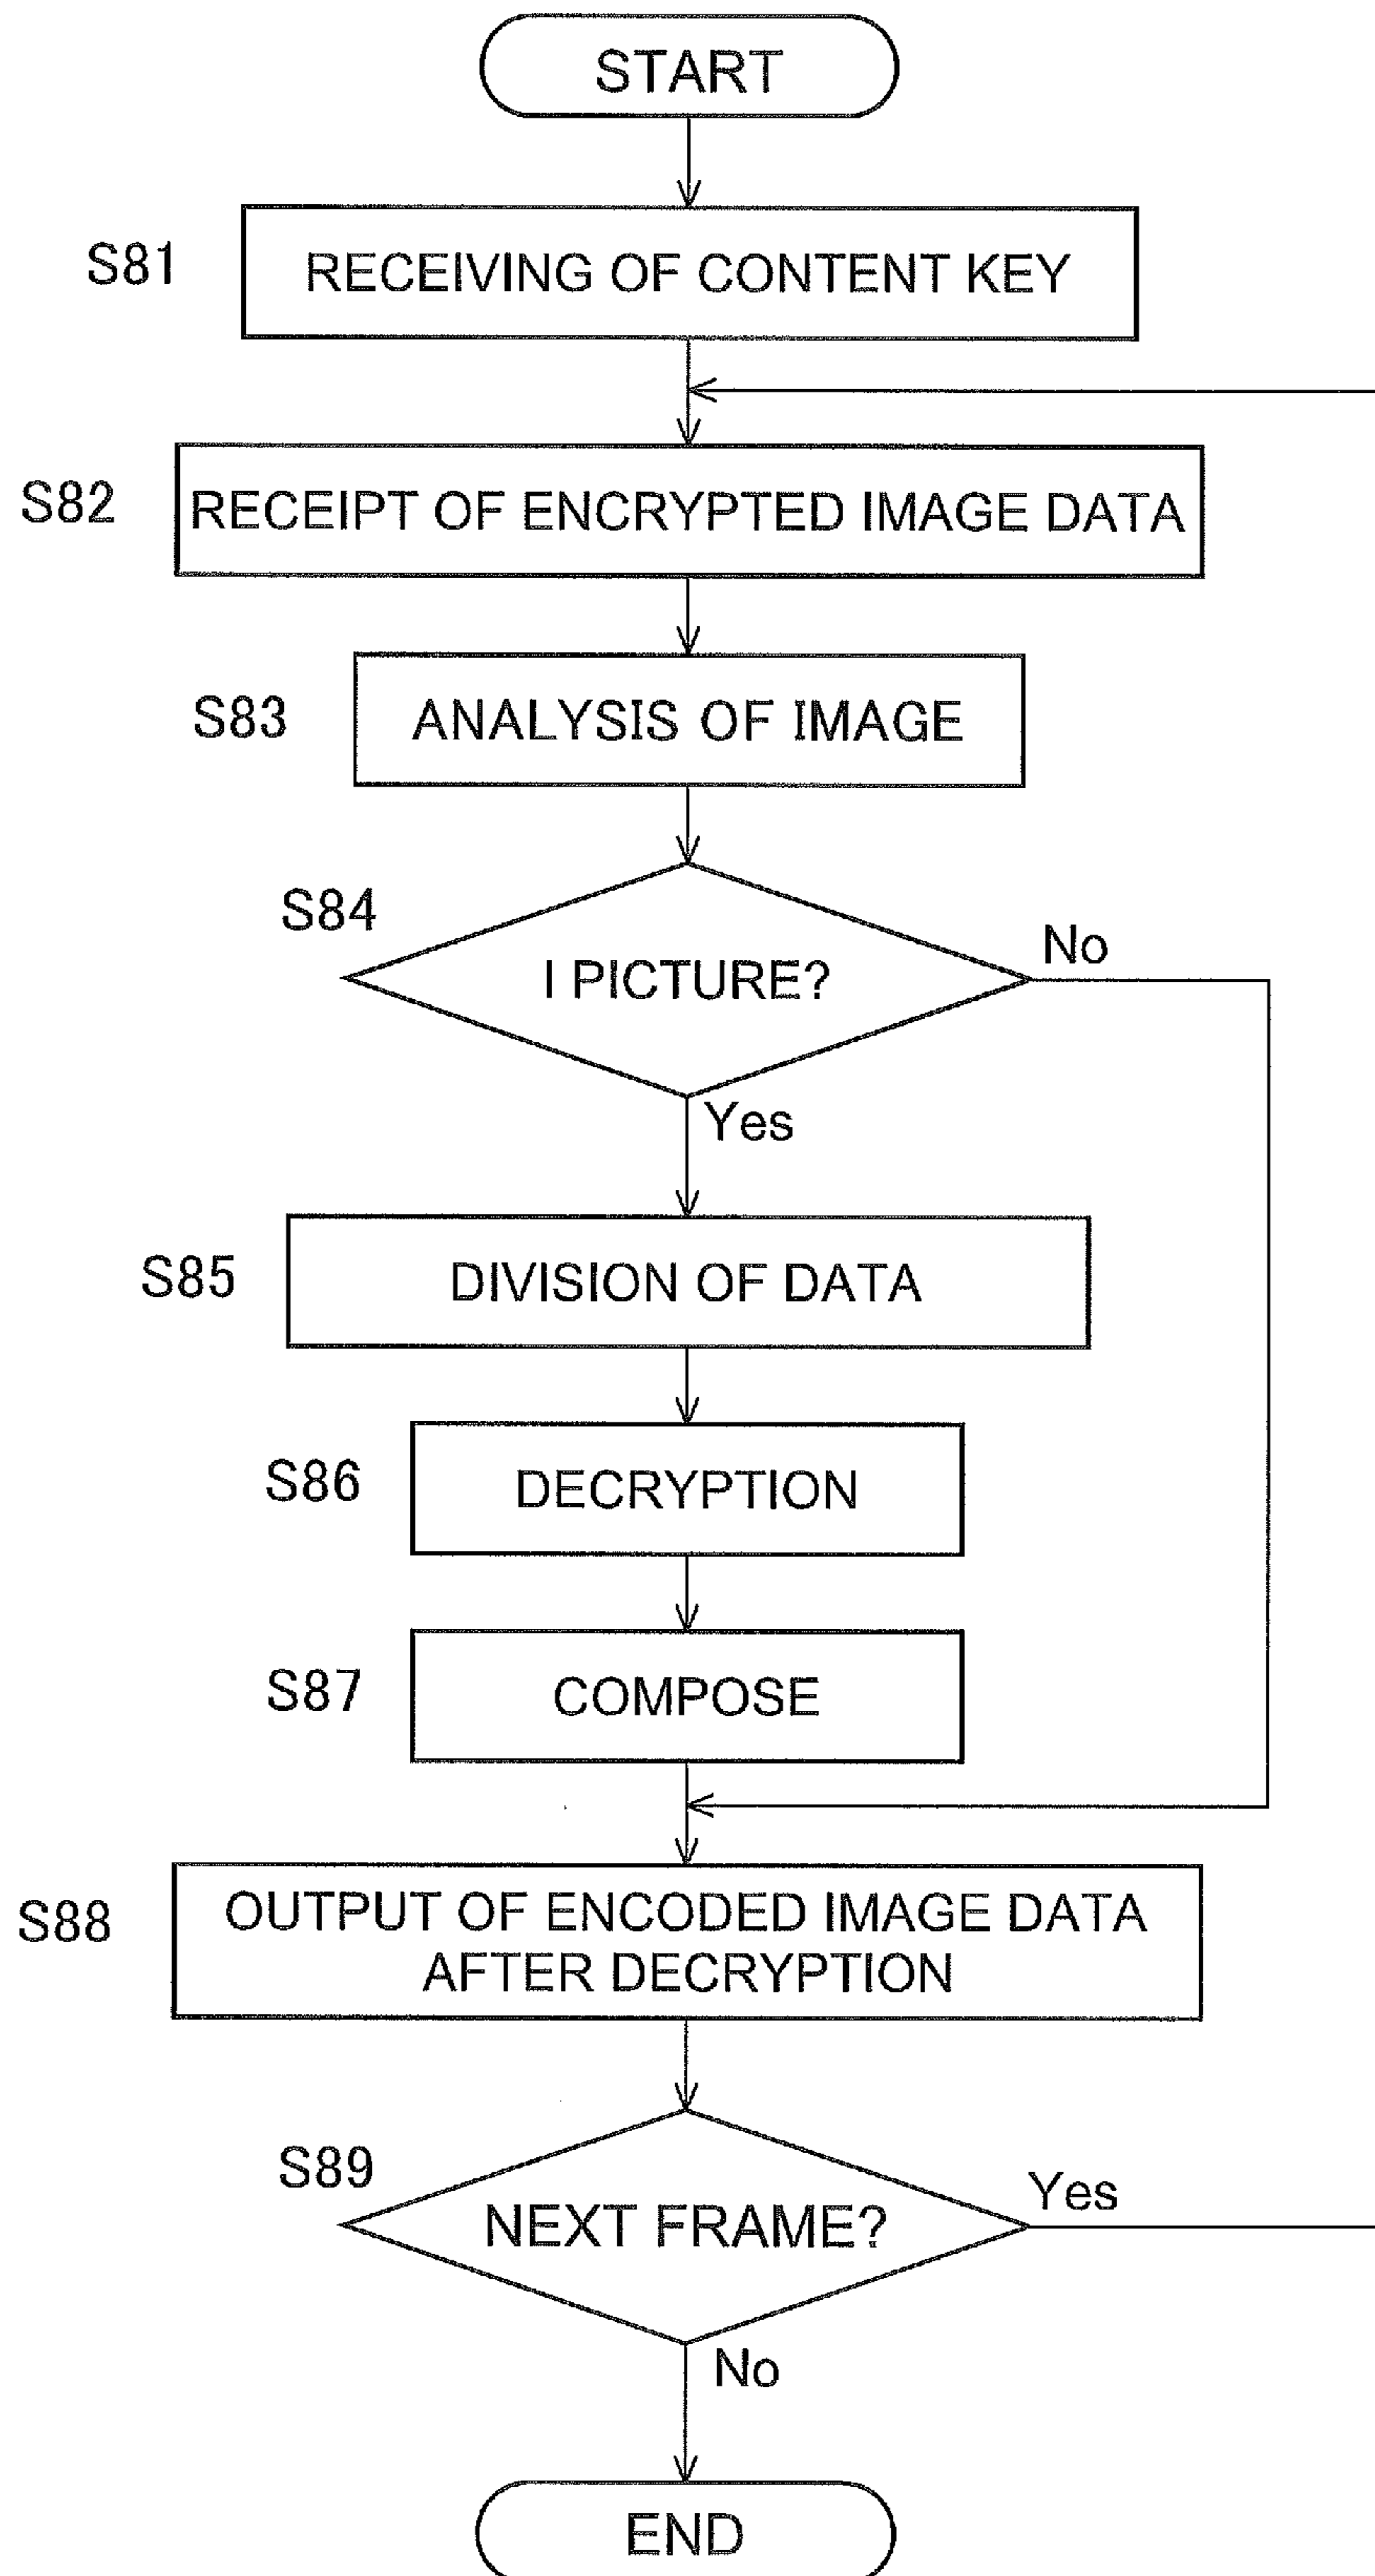 START
S81
RECEIVING OF CONTENT KEY
S82
RECEIPT OF ENCRYPTED IMAGE DATA
S83
ANALYSIS OF IMAGE
S84
I PICTURE?
No
Yes
S85
DIVISION OF DATA
S86
DECRYPTION
S87
COMPOSE
S88
OUTPUT OF ENCODED IMAGE DATA
AFTER DECRYPTION
S89
NEXT FRAME?
Yes
No
END